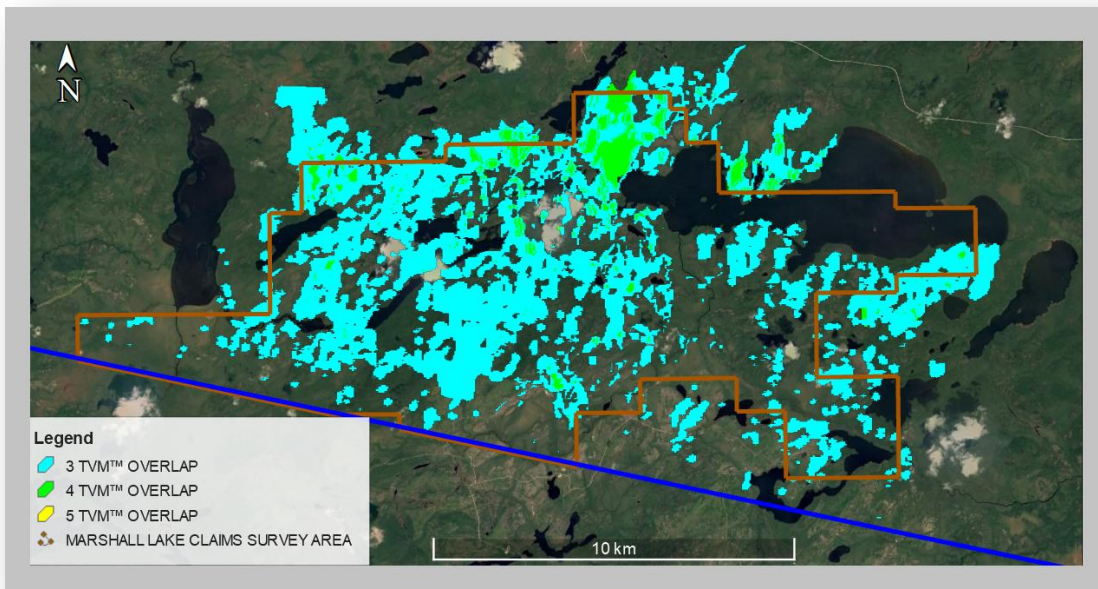 N
Legend
3 TVM™ OVERLAP
4 TVM™ OVERLAP
5 TVM™ OVERLAP
MARSHALL LAKE CLAIMS SURVEY AREA
10 km